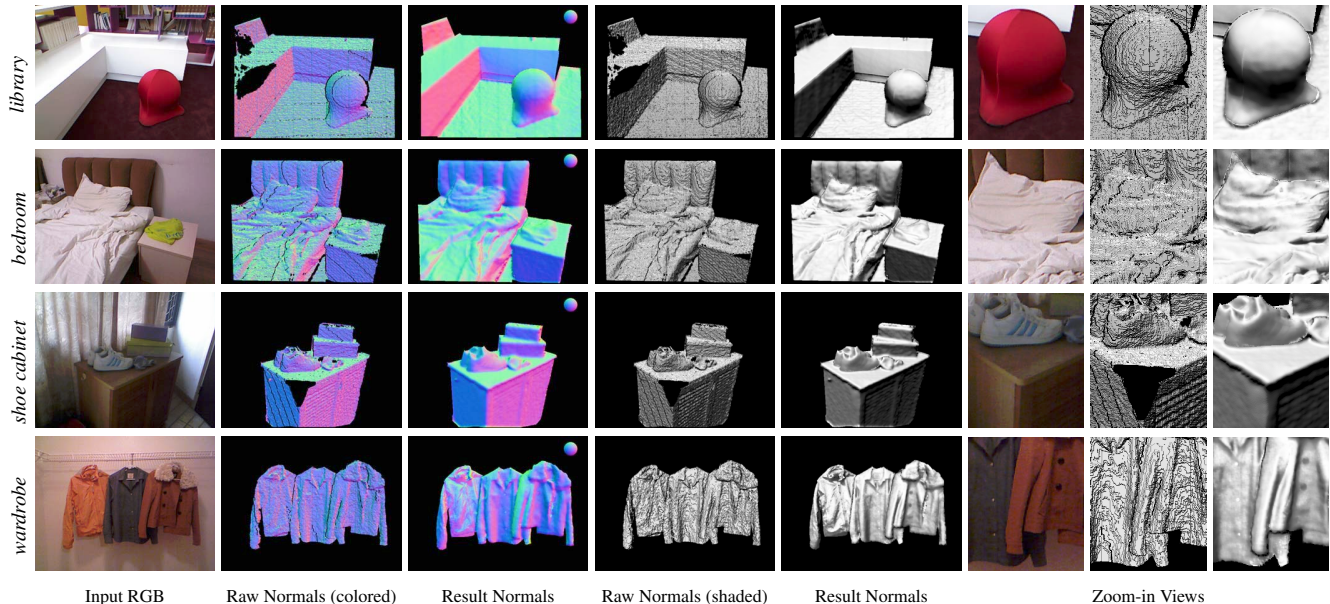 library
bedroom
shoe cabinet
wardrobe
Input RGB
Raw Normals (colored)
Result Normals
Raw Normals (shaded)
Result Normals
Zoom-in Views